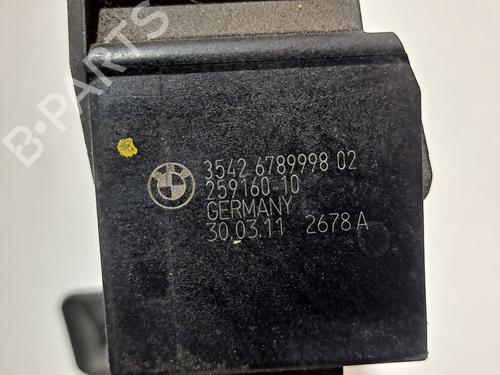 B-PARTS
3542 6789998 02
259160-10
GERMANY
30.03.11 2678 A